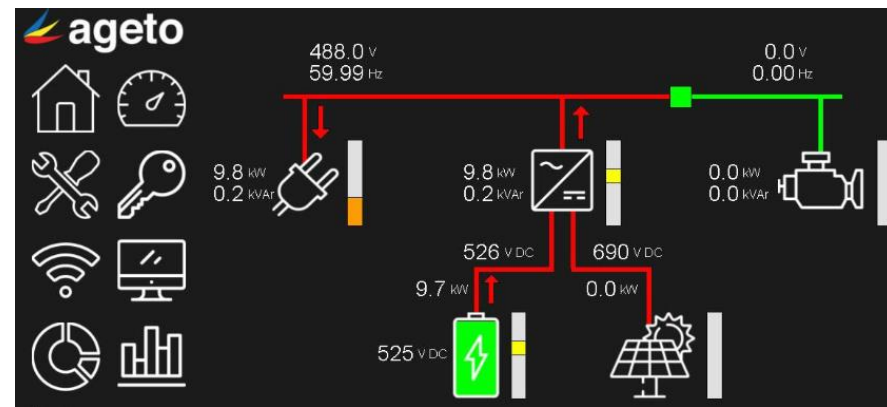 ageto
488.0 V
59.99 Hz
0.0 V
0.00 Hz
9.8 kW
0.2 kVAr
9.8 kW
0.2 kVAr
0.0 kW
0.0 kVAr
526 V DC
690 V DC
9.7 kW
0.0 kW
525 V DC